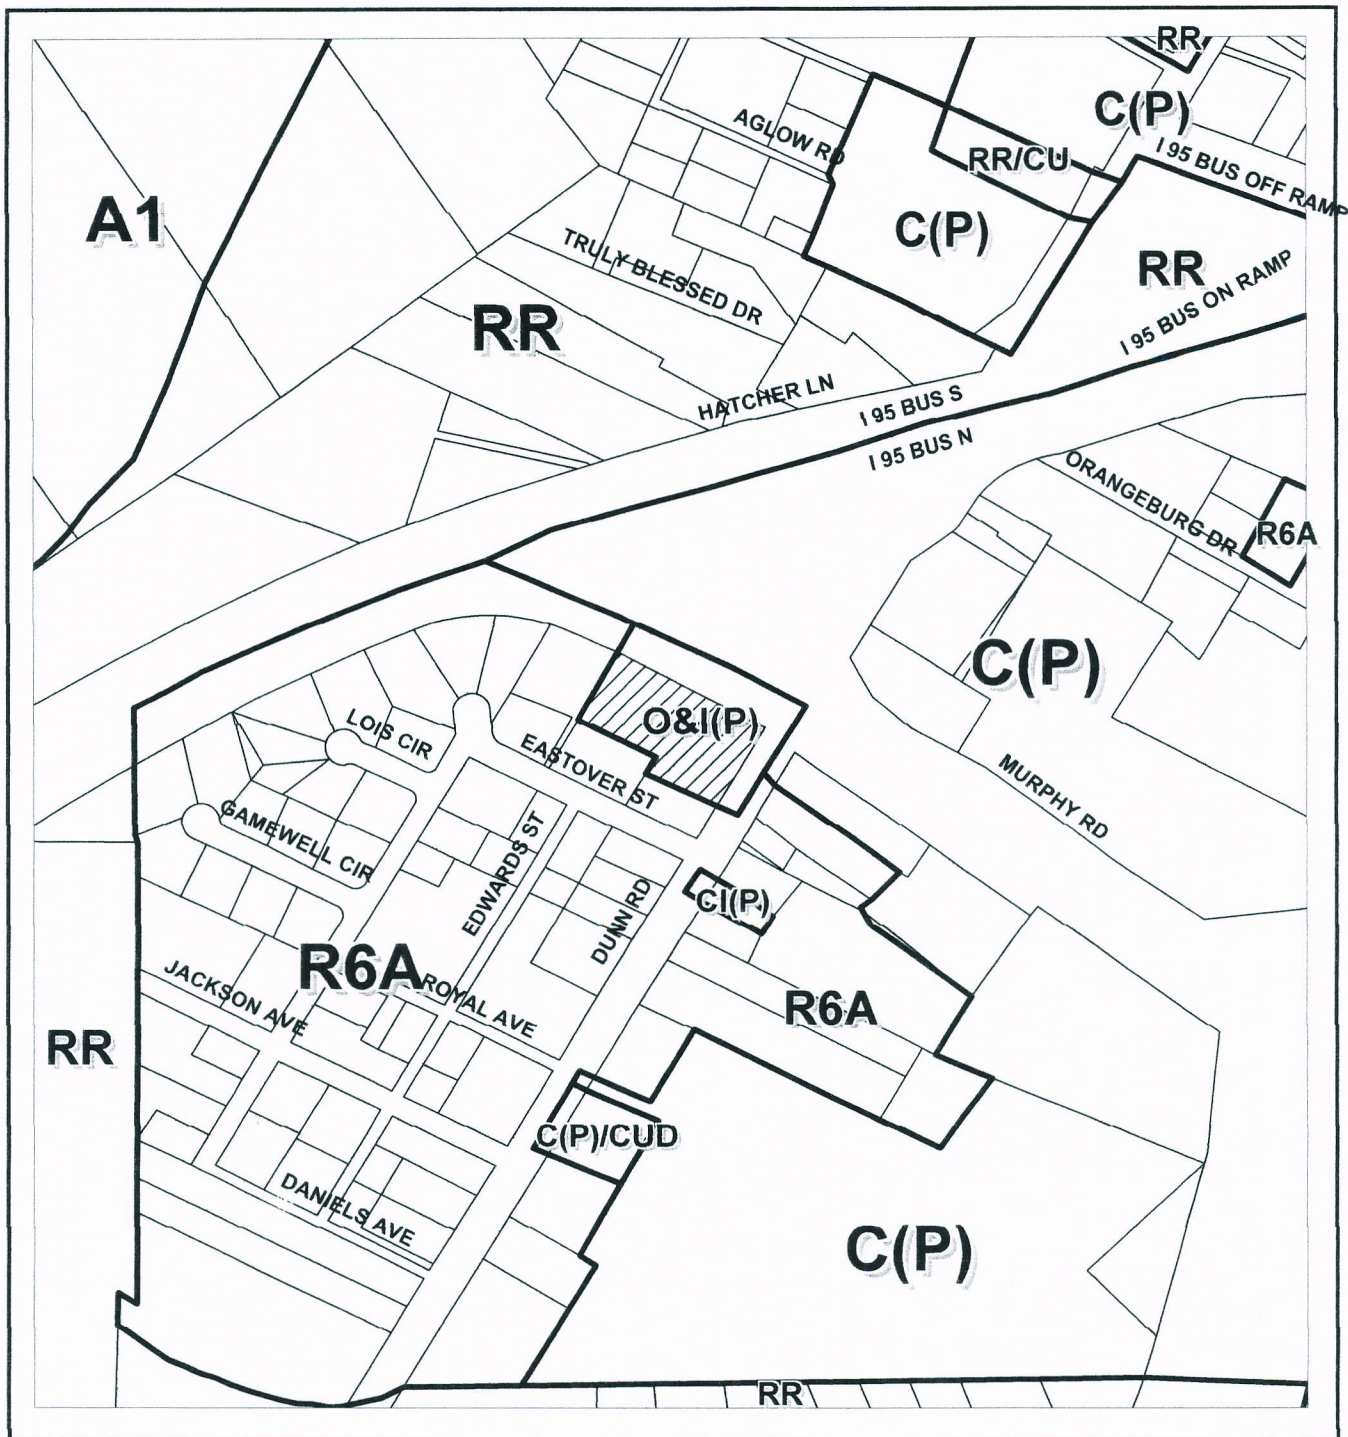 RR
C(P)
AGLOW RD
RR/CU
I 95 BUS OFF RAMP
A1
C(P)
TRULY BLESSED DR
RR
I 95 BUS ON RAMP
RR
HATCHER LN
I 95 BUS S
I 95 BUS N
ORANGEBURG DR
R6A
C(P)
O&I(P)
LOIS CIR
EASTOVER ST
MURPHY RD
GAMEWELL CIR
EDWARDS ST
CI(P)
DUNN RD
R6A
JACKSON AVE
ROYAL AVE
R6A
RR
C(P)/CUD
DANIELS AVE
C(P)
RR